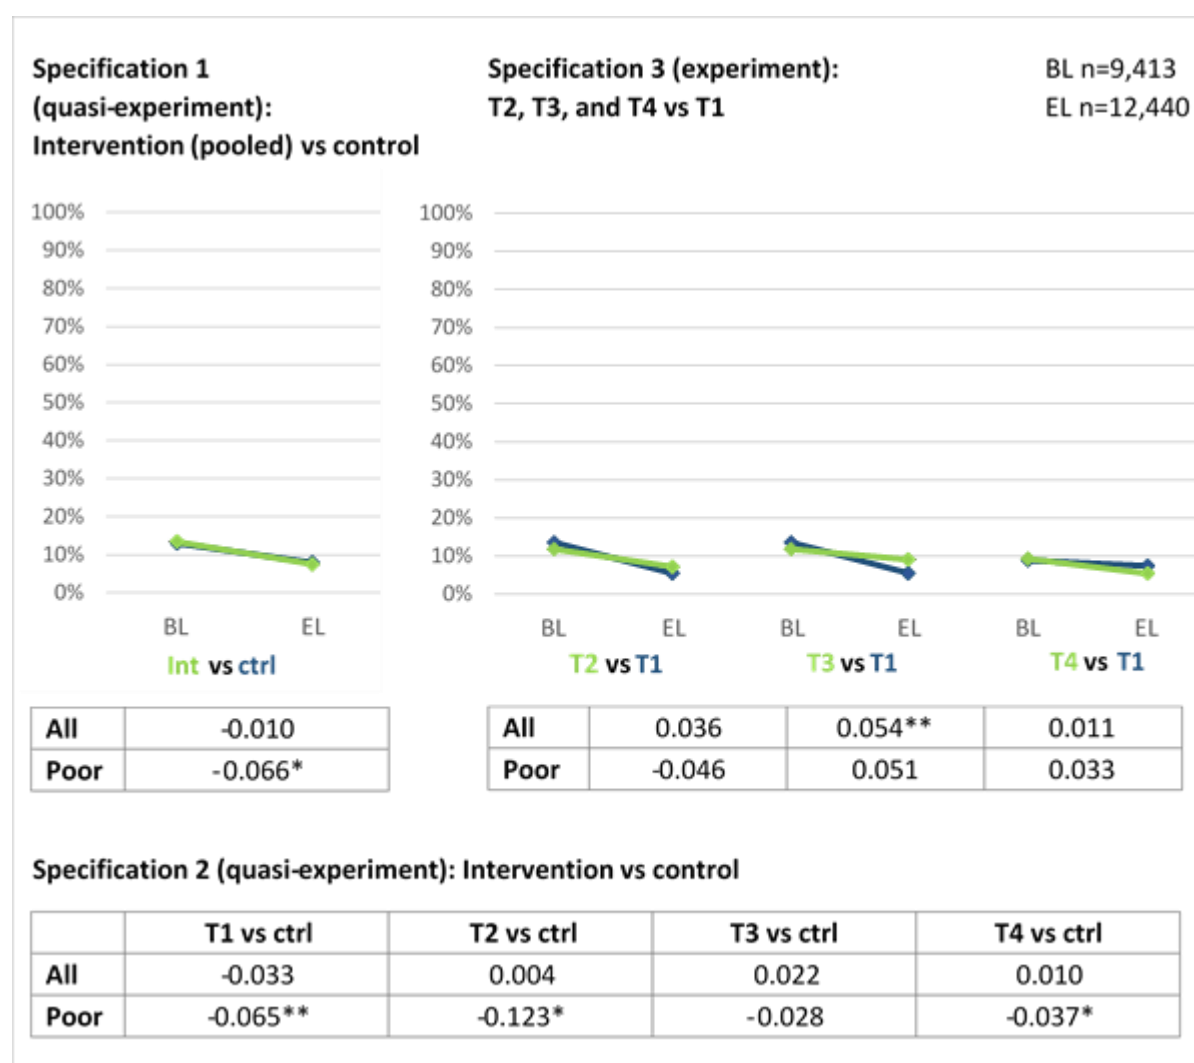 Specification 1
(quasi-experiment):
Intervention (pooled) vs control
Specification 3 (experiment):
T2, T3, and T4 vs T1
BL n=9,413
EL n=12,440
100%
90%
80%
70%
60%
50%
40%
30%
20%
10%
0%
BL EL
Int vs ctrl
100%
90%
80%
70%
60%
50%
40%
30%
20%
10%
0%
BL EL BL EL BL EL
T2 vs T1 T3 vs T1 T4 vs T1
All -0.010
Poor -0.066*
All 0.036 0.054** 0.011
Poor -0.046 0.051 0.033
Specification 2 (quasi-experiment): Intervention vs control
T1 vs ctrl T2 vs ctrl T3 vs ctrl T4 vs ctrl
All -0.033 0.004 0.022 0.010
Poor -0.065** -0.123* -0.028 -0.037*